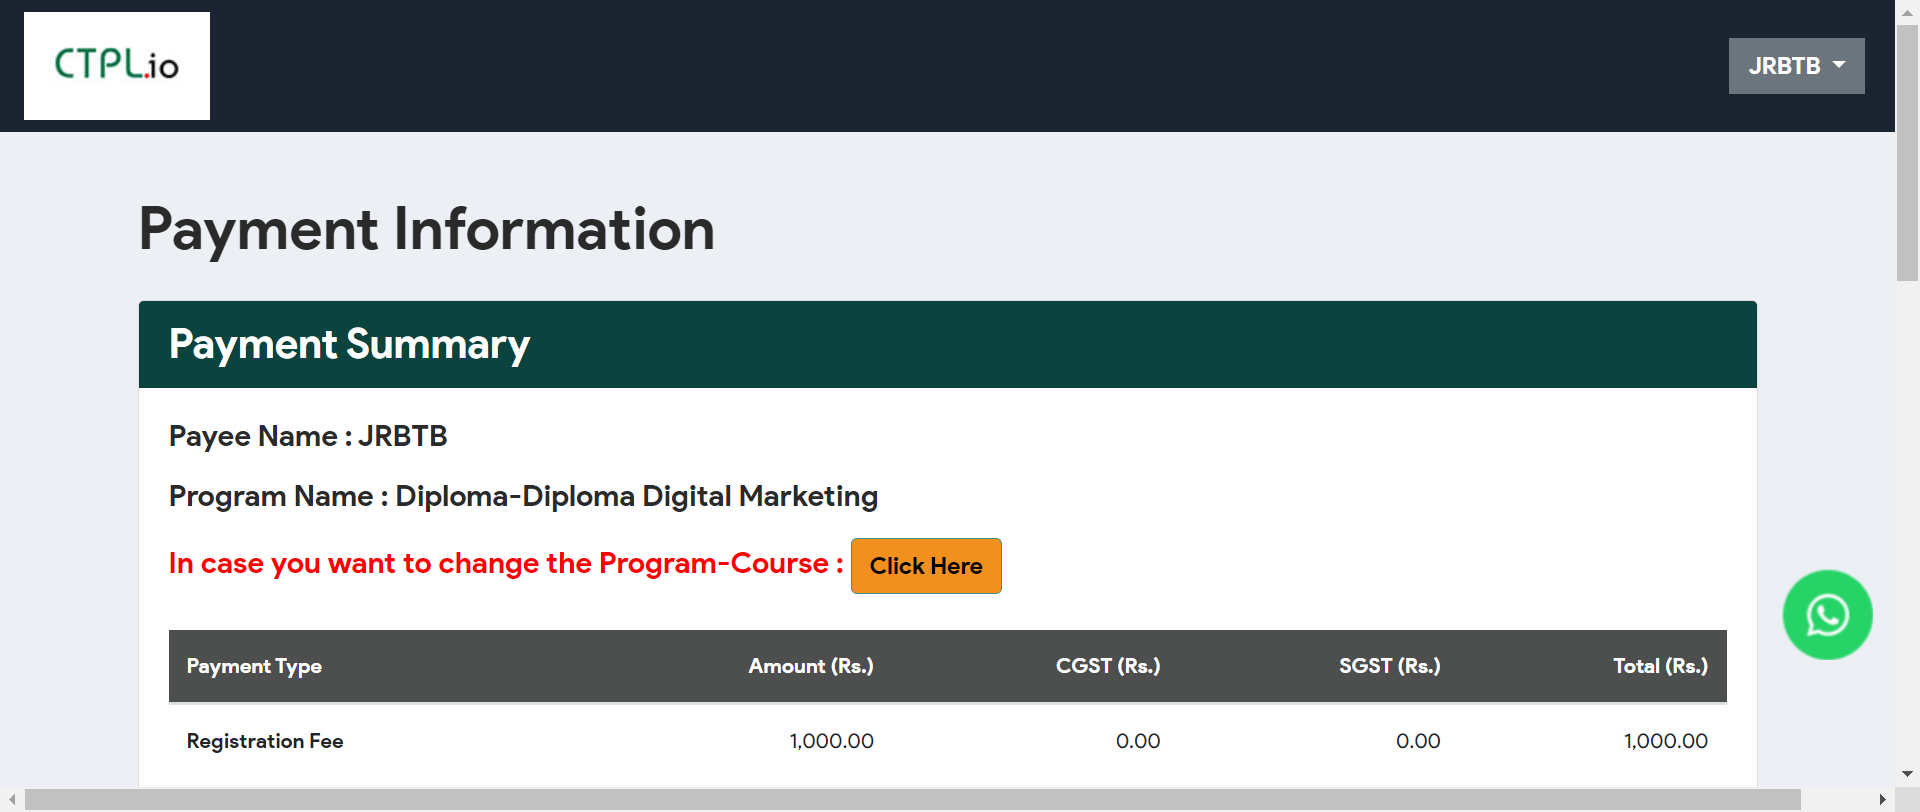 CTPL.io
JRBTB
Payment Information
Payment Summary
Payee Name : JRBTB
Program Name : Diploma-Diploma Digital Marketing
In case you want to change the Program-Course : Click Here
Payment Type Amount (Rs.) CGST (Rs.) SGST (Rs.) Total (Rs.)
Registration Fee 1,000.00 0.00 0.00 1,000.00